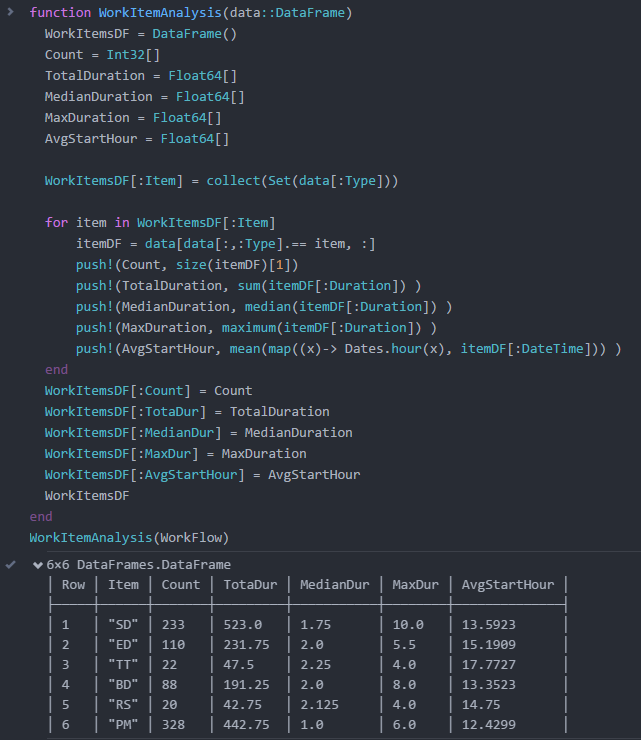 function WorkItemAnalysis(data::DataFrame)
  WorkItemsDF = DataFrame()
  Count = Int32[]
  TotalDuration = Float64[]
  MedianDuration = Float64[]
  MaxDuration = Float64[]
  AvgStartHour = Float64[]

  WorkItemsDF[:Item] = collect(Set(data[:Type]))

  for item in WorkItemsDF[:Item]
      itemDF = data[data[:,:Type].== item, :]
      push!(Count, size(itemDF)[1])
      push!(TotalDuration, sum(itemDF[:Duration]) )
      push!(MedianDuration, median(itemDF[:Duration]) )
      push!(MaxDuration, maximum(itemDF[:Duration]) )
      push!(AvgStartHour, mean(map((x)-> Dates.hour(x), itemDF[:DateTime])) )
  end
  WorkItemsDF[:Count] = Count
  WorkItemsDF[:TotaDur] = TotalDuration
  WorkItemsDF[:MedianDur] = MedianDuration
  WorkItemsDF[:MaxDur] = MaxDuration
  WorkItemsDF[:AvgStartHour] = AvgStartHour
  WorkItemsDF
end
WorkItemAnalysis(WorkFlow)
6×6 DataFrames.DataFrame
│ Row │ Item │ Count │ TotaDur │ MedianDur │ MaxDur │ AvgStartHour │
│ 1 │ "SD" │ 233 │ 523.0 │ 1.75 │ 10.0 │ 13.5923 │
│ 2 │ "ED" │ 110 │ 231.75 │ 2.0 │ 5.5 │ 15.1909 │
│ 3 │ "TT" │ 22 │ 47.5 │ 2.25 │ 4.0 │ 17.7727 │
│ 4 │ "BD" │ 88 │ 191.25 │ 2.0 │ 8.0 │ 13.3523 │
│ 5 │ "RS" │ 20 │ 42.75 │ 2.125 │ 4.0 │ 14.75 │
│ 6 │ "PM" │ 328 │ 442.75 │ 1.0 │ 6.0 │ 12.4299 │